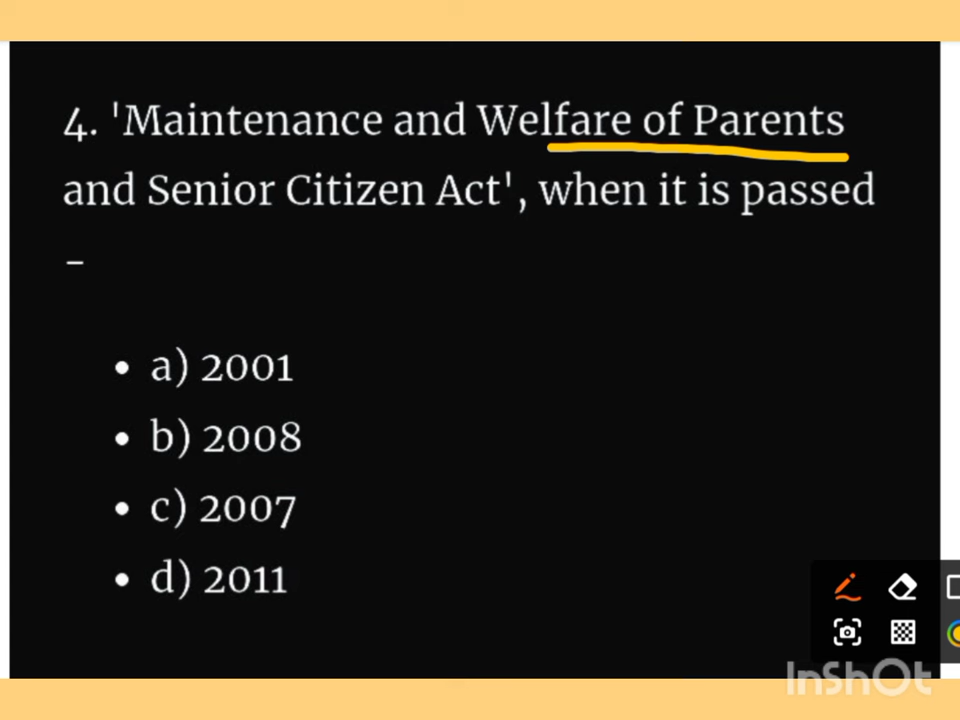 4. 'Maintenance and Welfare of Parents
and Senior Citizen Act', when it is passed
-
• a) 2001
• b) 2008
• c) 2007
• d) 2011
InShOt